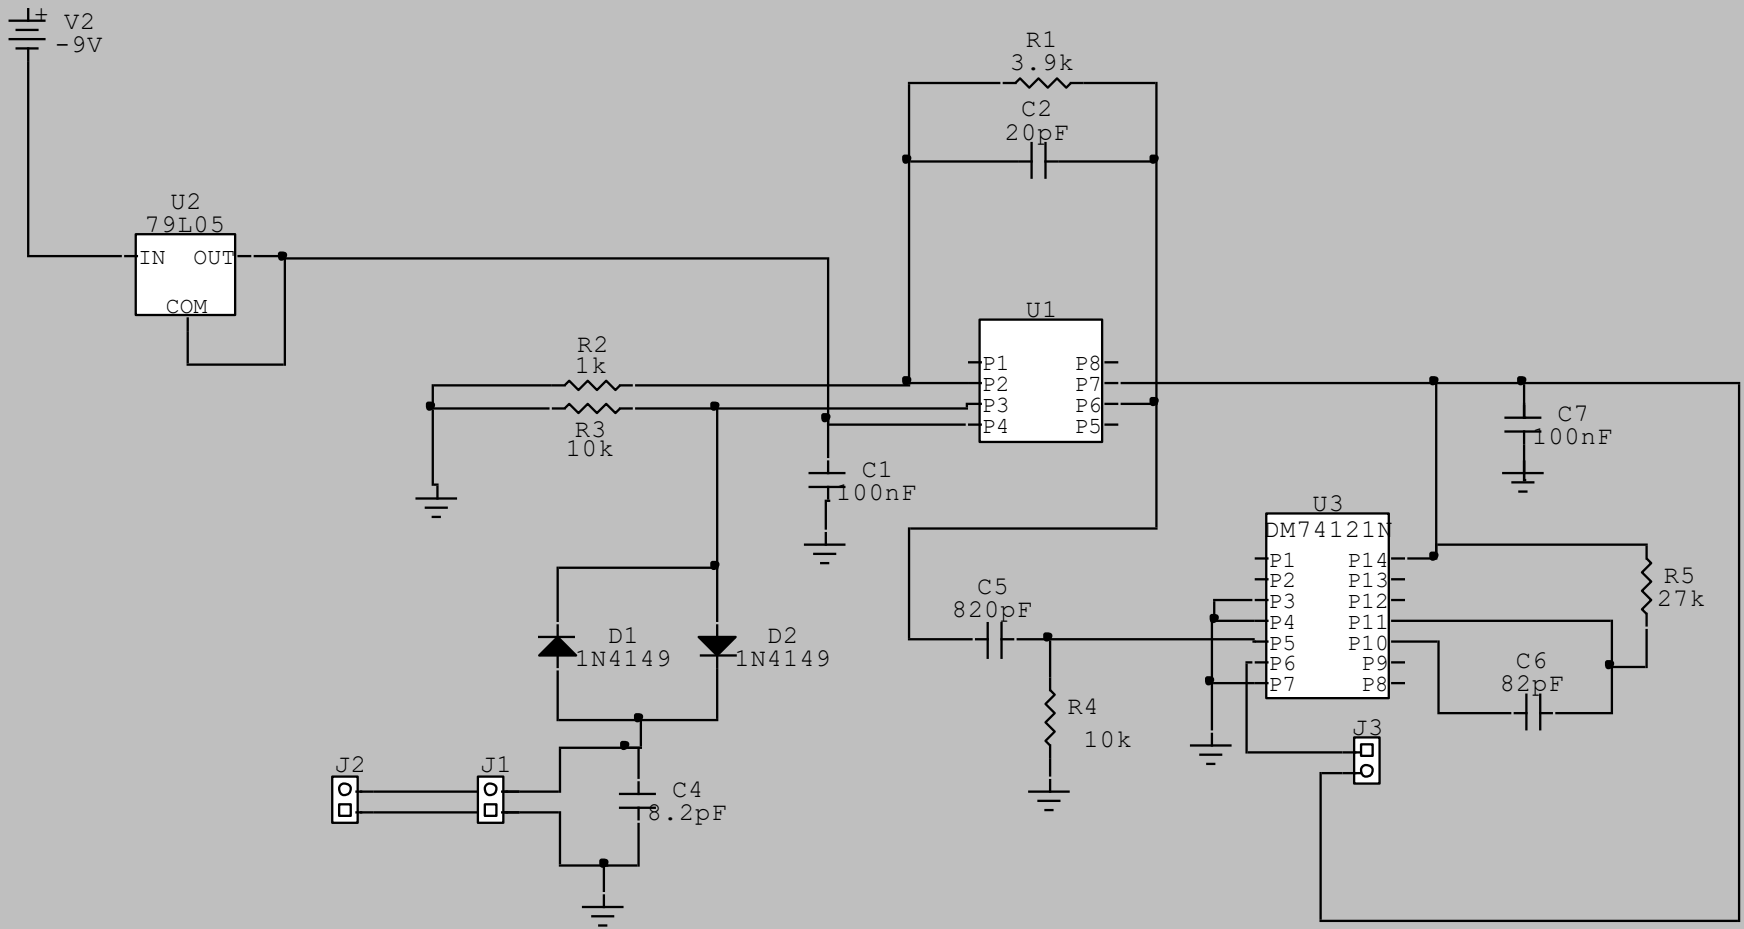 +
V2
-9V
R1
3.9k
C2
20pF
U2
79L05
IN OUT
COM
U1
P1 P8
P2 P7
P3 P6
P4 P5
R2
1k
R3
10k
C1
100nF
C7
100nF
U3
DM74121N
P1 P14
P2 P13
P3 P12
P4 P11
P5 P10
P6 P9
P7 P8
R5
27k
C5
820pF
D1
1N4149
D2
1N4149
C6
82pF
R4
10k
J3
J2
J1
C4
8.2pF